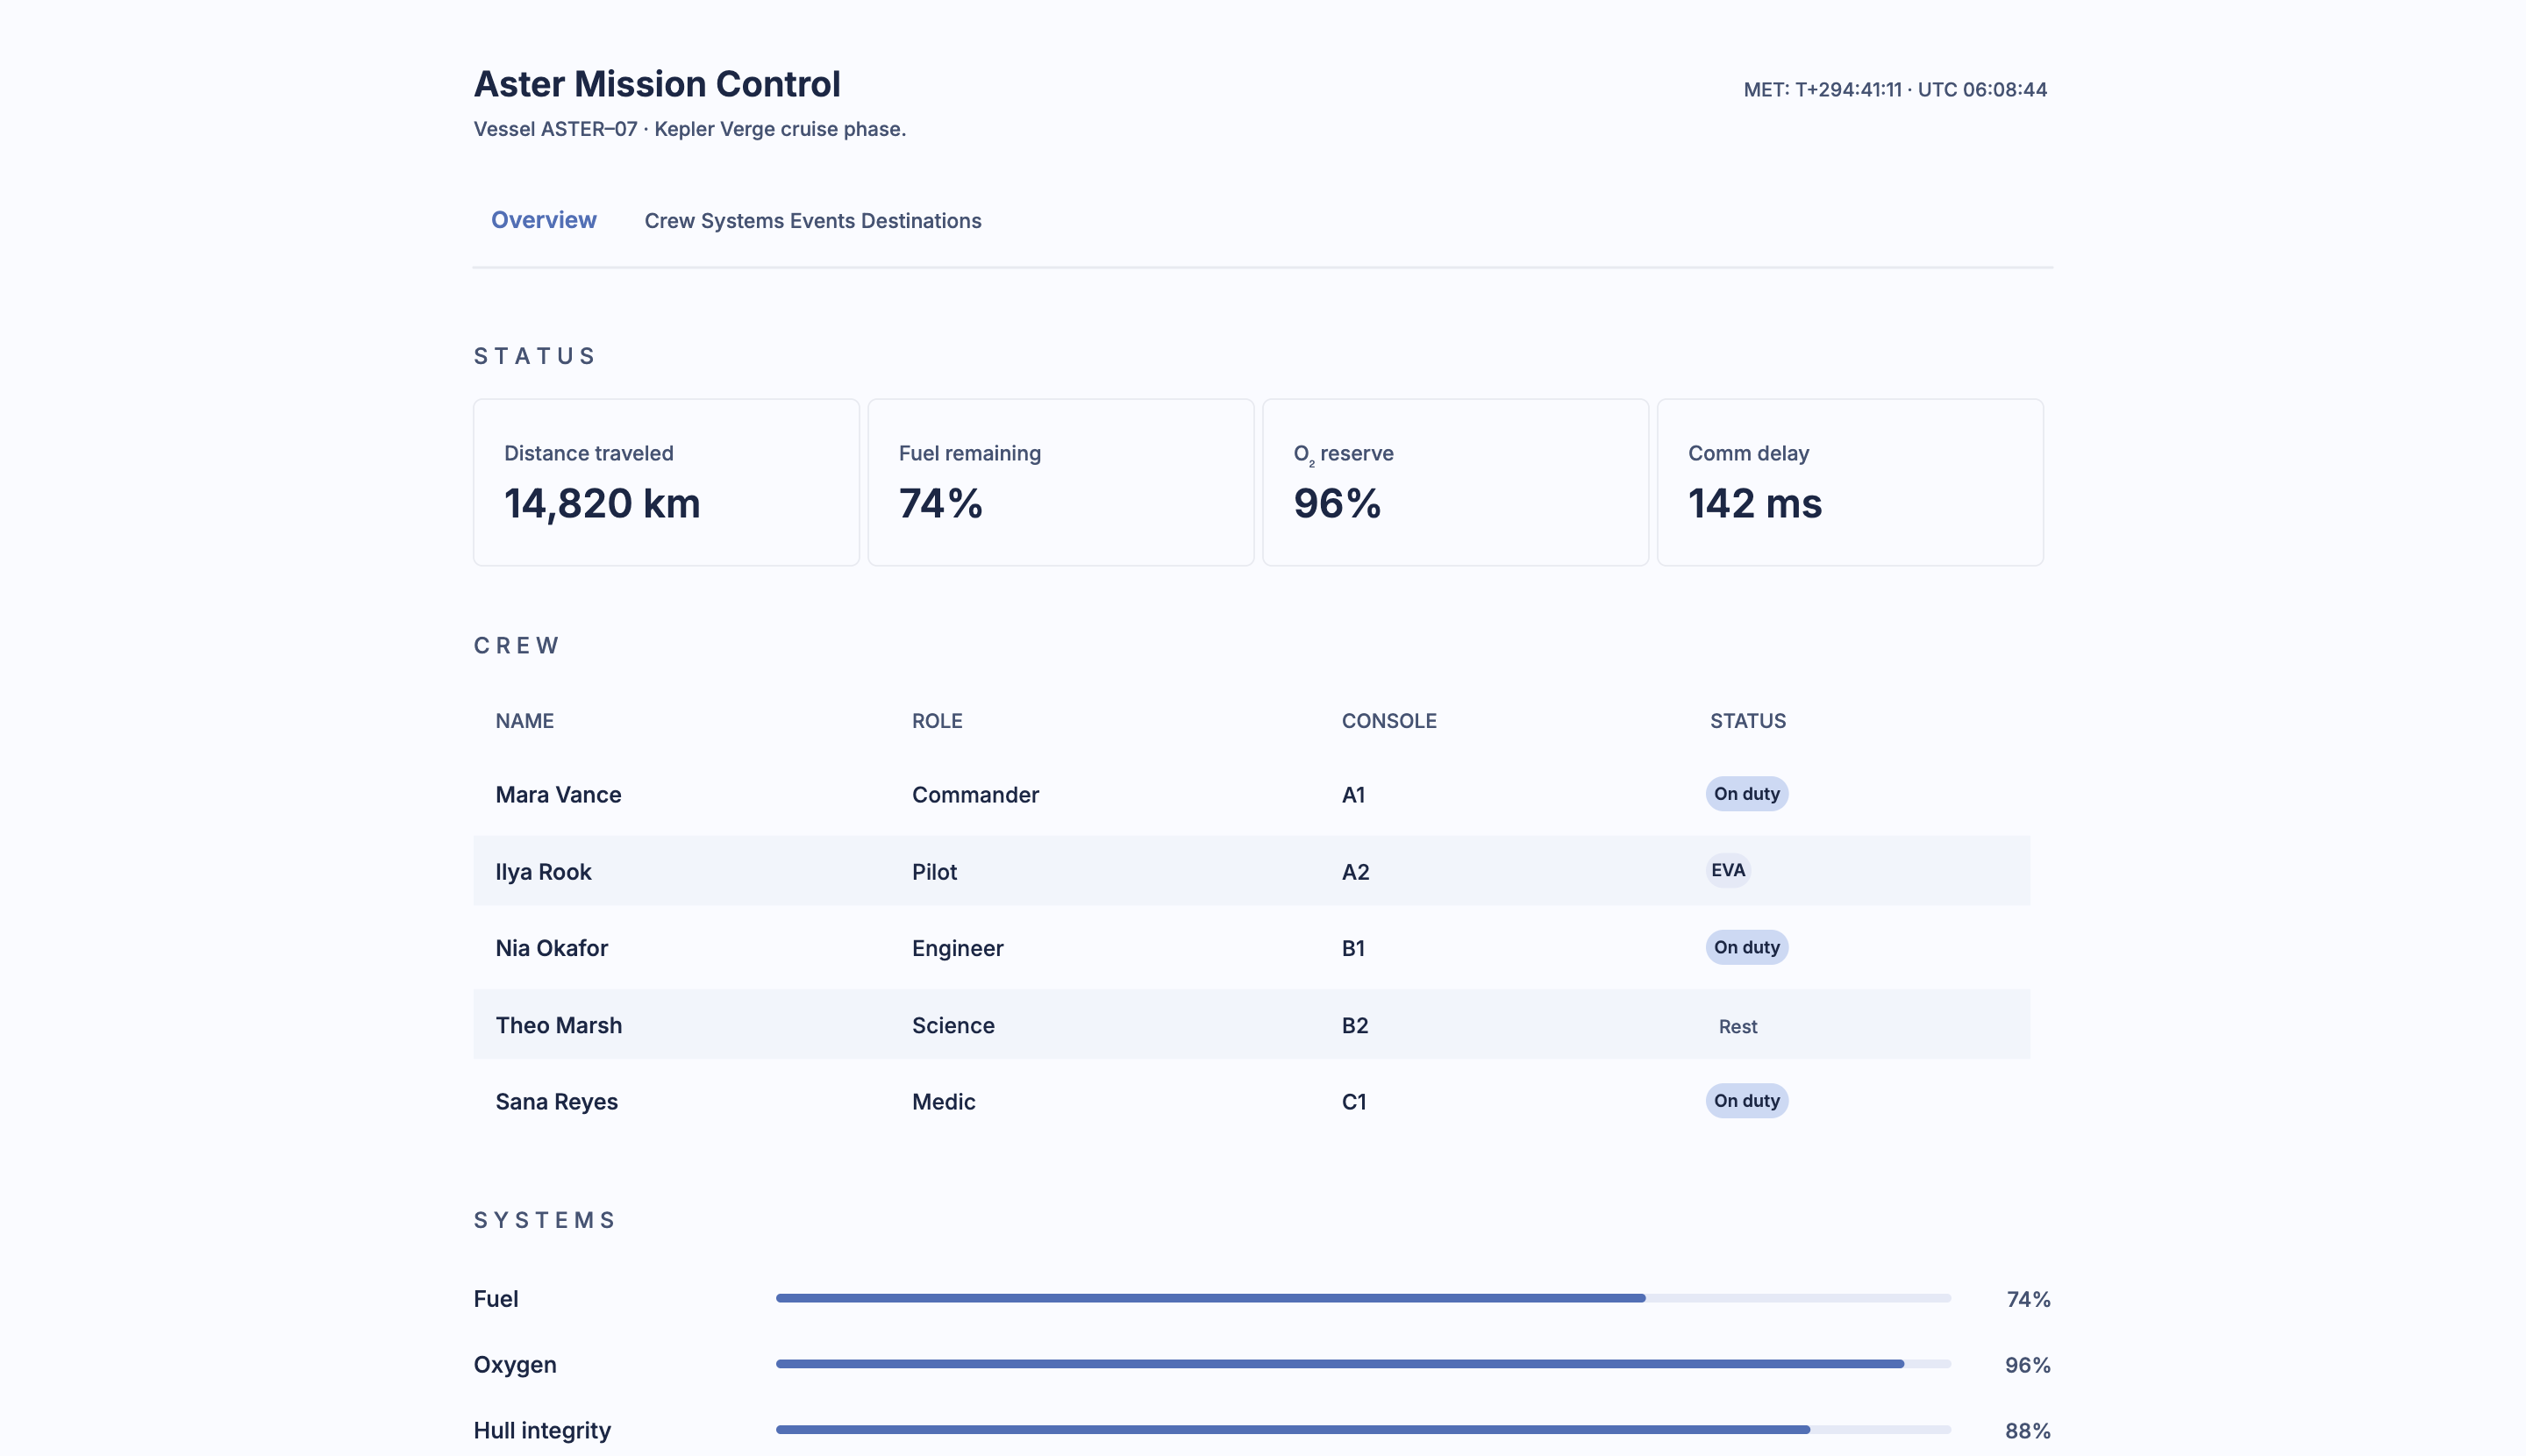 Aster Mission Control
MET: T+294:41:11 · UTC 06:08:44
Vessel ASTER–07 · Kepler Verge cruise phase.
Overview Crew Systems Events Destinations
STATUS
Distance traveled Fuel remaining O₂ reserve Comm delay
14,820 km 74% 96% 142 ms
CREW
NAME ROLE CONSOLE STATUS
Mara Vance Commander A1 On duty
Ilya Rook Pilot A2 EVA
Nia Okafor Engineer B1 On duty
Theo Marsh Science B2 Rest
Sana Reyes Medic C1 On duty
SYSTEMS
Fuel 74%
Oxygen 96%
Hull integrity 88%